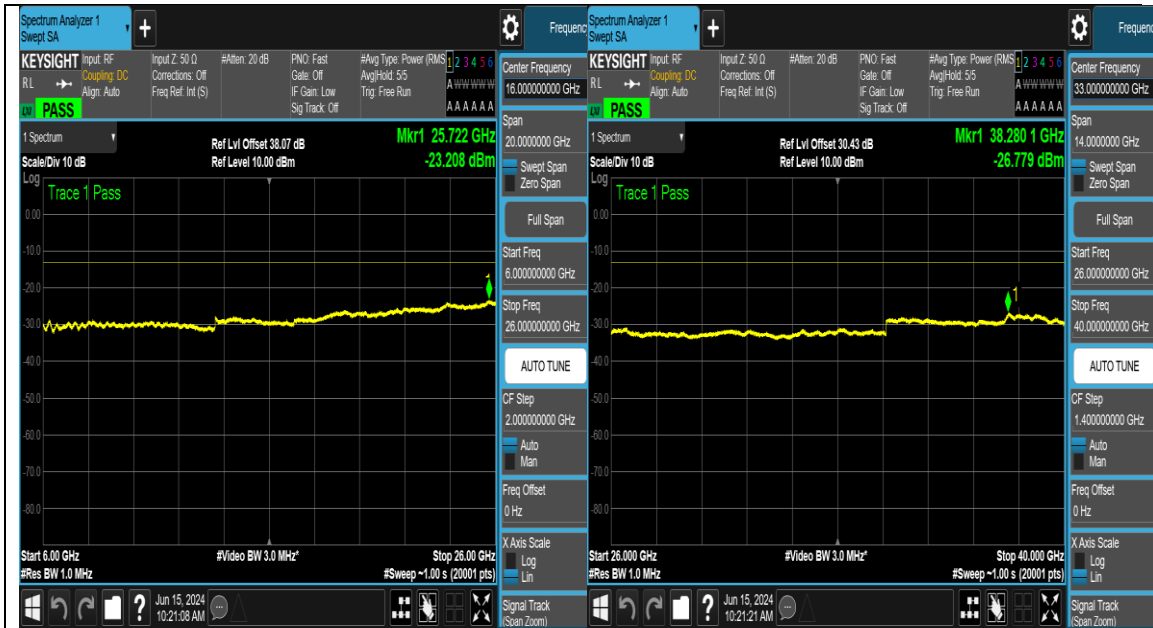 Spectrum Analyzer 1
Swept SA
+
Frequenc
KEYSIGHT
Input: RF
Coupling: DC
Align: Auto
Input Z: 50 Ω
Corrections: Off
Freq Ref: Int (S)
#Atten: 20 dB
PNO: Fast
Gate: Off
IF Gain: Low
Sig Track: Off
#Avg Type: Power (RMS
Avg|Hold: 5/5
Trig: Free Run
1 2 3 4 5 6
A W W W W W
A A A A A A
RL
PASS
1 Spectrum
Scale/Div 10 dB
Ref Lvl Offset 38.07 dB
Ref Level 10.00 dBm
Mkr1 25.722 GHz
-23.208 dBm
Log
Trace 1 Pass
0.00
-10.0
-20.0
-30.0
-40.0
-50.0
-60.0
-70.0
-80.0
1
Start 6.00 GHz
#Res BW 1.0 MHz
#Video BW 3.0 MHz*
Stop 26.00 GHz
#Sweep ~1.00 s (20001 pts)
Center Frequency
16.000000000 GHz
Span
20.0000000 GHz
Swept Span
Zero Span
Full Span
Start Freq
6.000000000 GHz
Stop Freq
26.000000000 GHz
AUTO TUNE
CF Step
2.000000000 GHz
Auto
Man
Freq Offset
0 Hz
X Axis Scale
Log
Lin
Signal Track
(Span Zoom)
?
Jun 15, 2024
10:21:08 AM
Spectrum Analyzer 1
Swept SA
+
Frequenc
KEYSIGHT
Input: RF
Coupling: DC
Align: Auto
Input Z: 50 Ω
Corrections: Off
Freq Ref: Int (S)
#Atten: 20 dB
PNO: Fast
Gate: Off
IF Gain: Low
Sig Track: Off
#Avg Type: Power (RMS
Avg|Hold: 5/5
Trig: Free Run
1 2 3 4 5 6
A W W W W W
A A A A A A
RL
PASS
1 Spectrum
Scale/Div 10 dB
Ref Lvl Offset 30.43 dB
Ref Level 10.00 dBm
Mkr1 38.280 1 GHz
-26.779 dBm
Log
Trace 1 Pass
0.00
-10.0
-20.0
-30.0
-40.0
-50.0
-60.0
-70.0
-80.0
1
Start 26.000 GHz
#Res BW 1.0 MHz
#Video BW 3.0 MHz*
Stop 40.000 GHz
#Sweep ~1.00 s (20001 pts)
Center Frequency
33.000000000 GHz
Span
14.0000000 GHz
Swept Span
Zero Span
Full Span
Start Freq
26.000000000 GHz
Stop Freq
40.000000000 GHz
AUTO TUNE
CF Step
1.400000000 GHz
Auto
Man
Freq Offset
0 Hz
X Axis Scale
Log
Lin
Signal Track
(Span Zoom)
?
Jun 15, 2024
10:21:21 AM